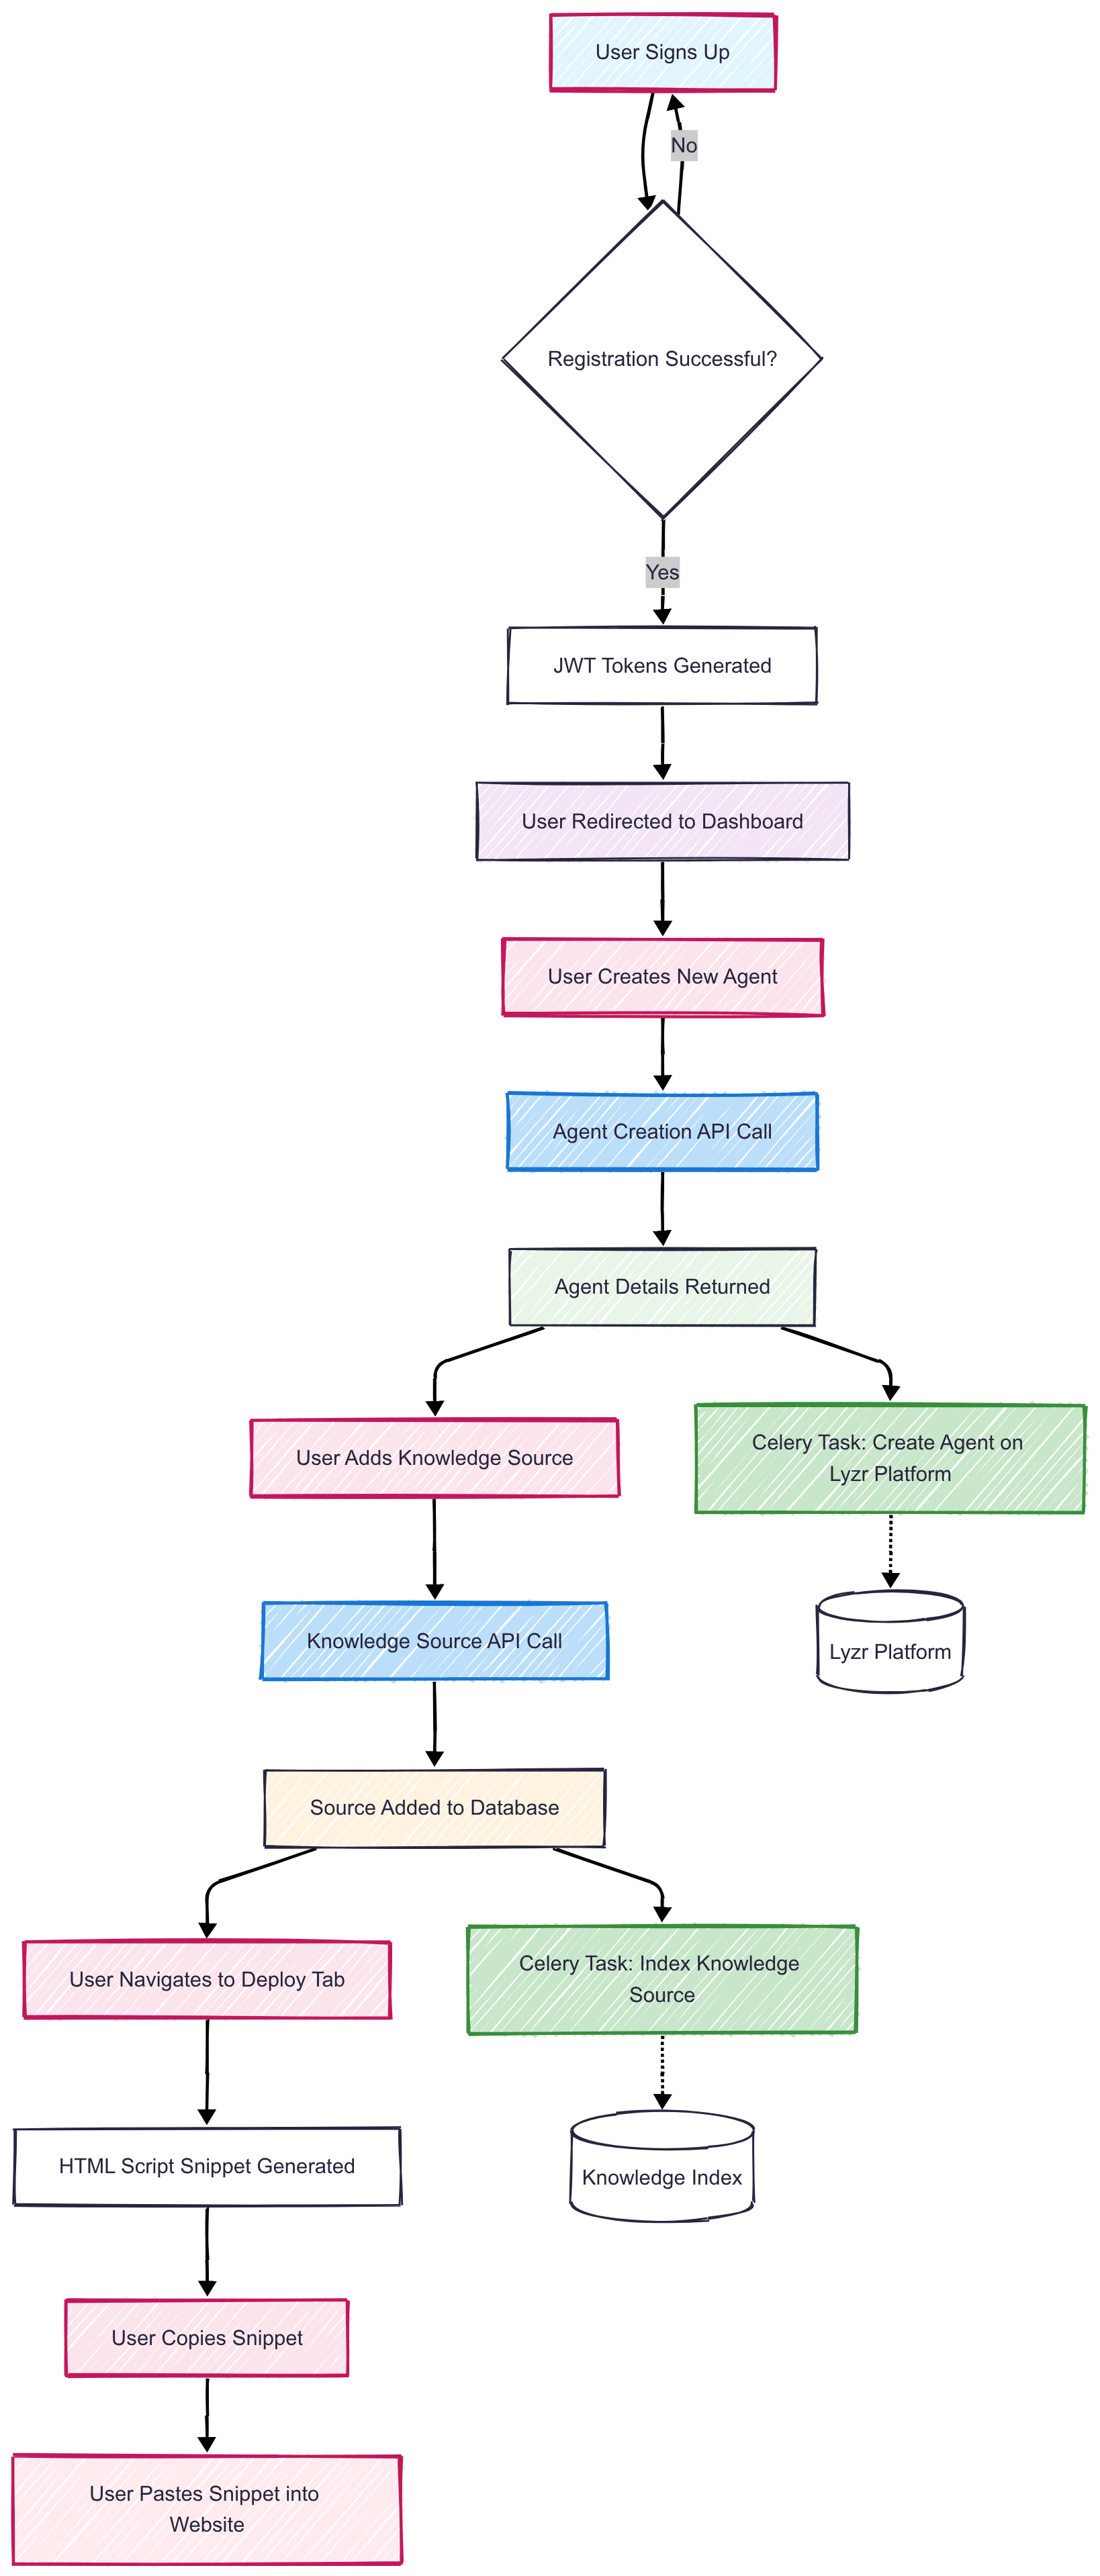 User Signs Up
No
Registration Successful?
Yes
JWT Tokens Generated
User Redirected to Dashboard
User Creates New Agent
Agent Creation API Call
Agent Details Returned
User Adds Knowledge Source
Celery Task: Create Agent on
Lyzr Platform
Knowledge Source API Call
Lyzr Platform
Source Added to Database
User Navigates to Deploy Tab
Celery Task: Index Knowledge
Source
HTML Script Snippet Generated
Knowledge Index
User Copies Snippet
User Pastes Snippet into
Website